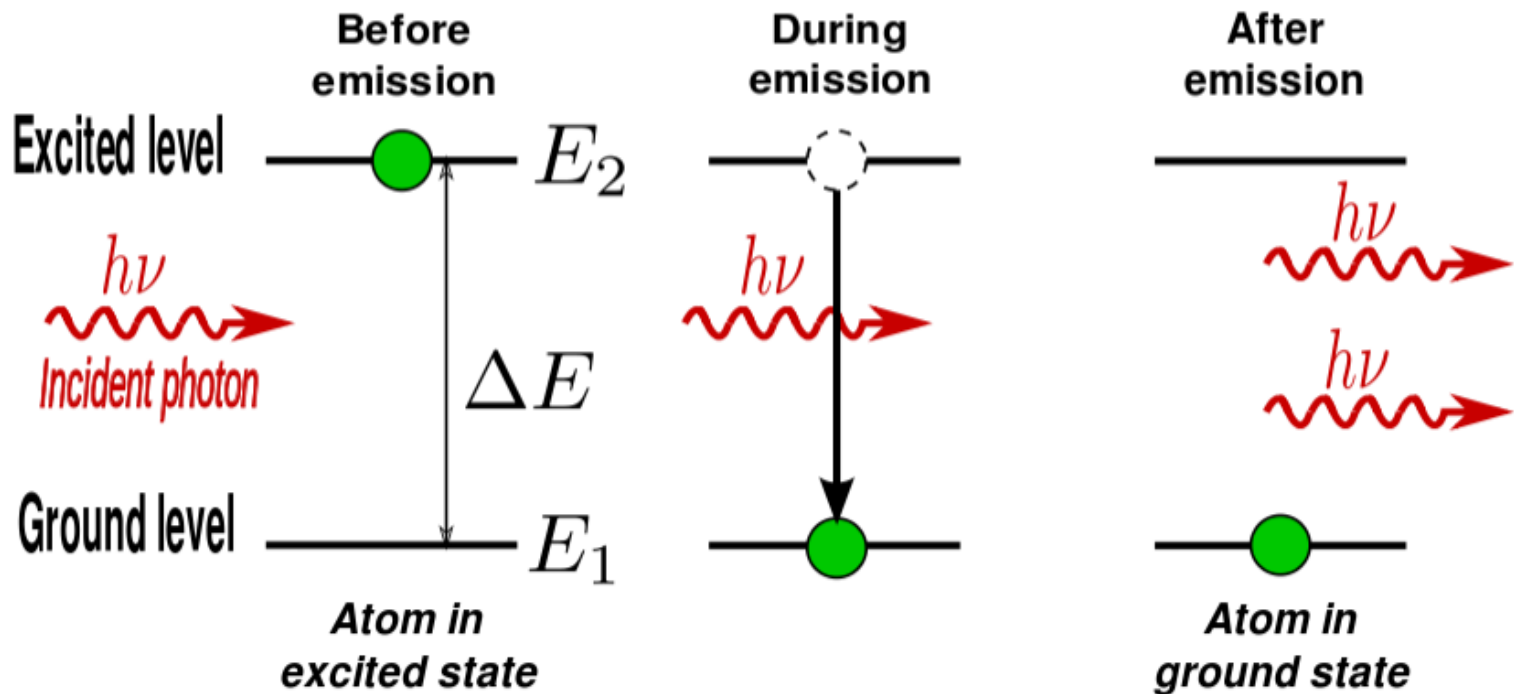 Before
emission
During
emission
After
emission
Excited level
E₂
hν
Incident photon
ΔE
hν
hν
hν
Ground level
E₁
Atom in
excited state
Atom in
ground state